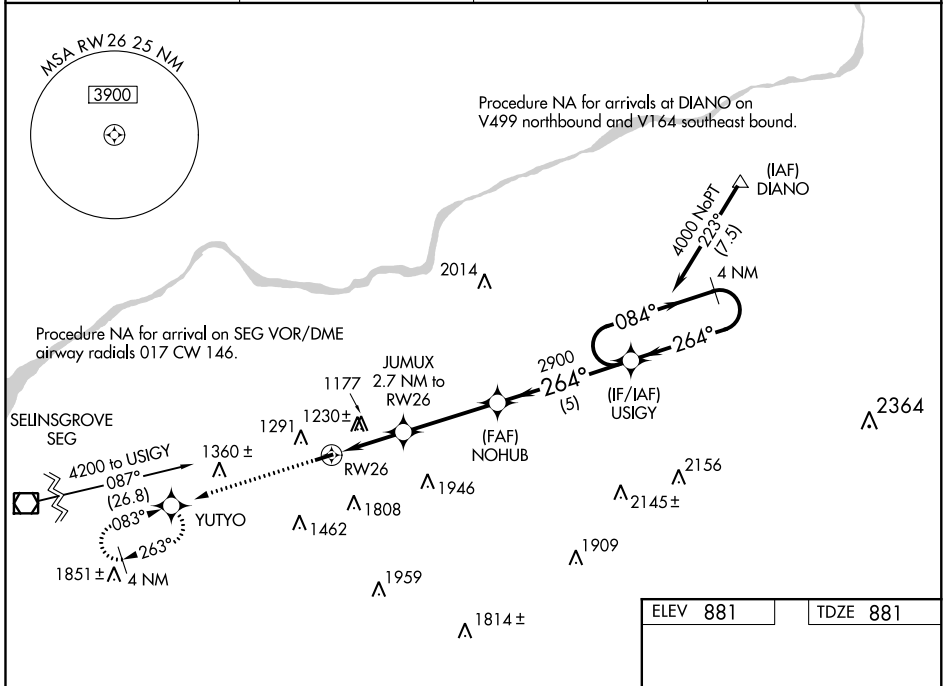 MSA RW26 25 NM
3900
Procedure NA for arrivals at DIANO on
V499 northbound and V164 southeast bound.
(IAF)
DIANO
4000 NoPT
223°
(7.5)
4 NM
2014
084°
264°
Procedure NA for arrival on SEG VOR/DME
airway radials 017 CW 146.
JUMUX
2.7 NM to
RW26
2900
264°
(5)
(IF/IAF)
USIGY
1177
1230 ±
1291
(FAF)
NOHUB
2364
SELINSGROVE
SEG
1360 ±
4200 to USIGY
087°
(26.8)
RW26
1946
2156
2145 ±
083°
YUTYO
1808
1462
263°
1909
1851 ±
4 NM
1959
1814 ±
ELEV 881
TDZE 881